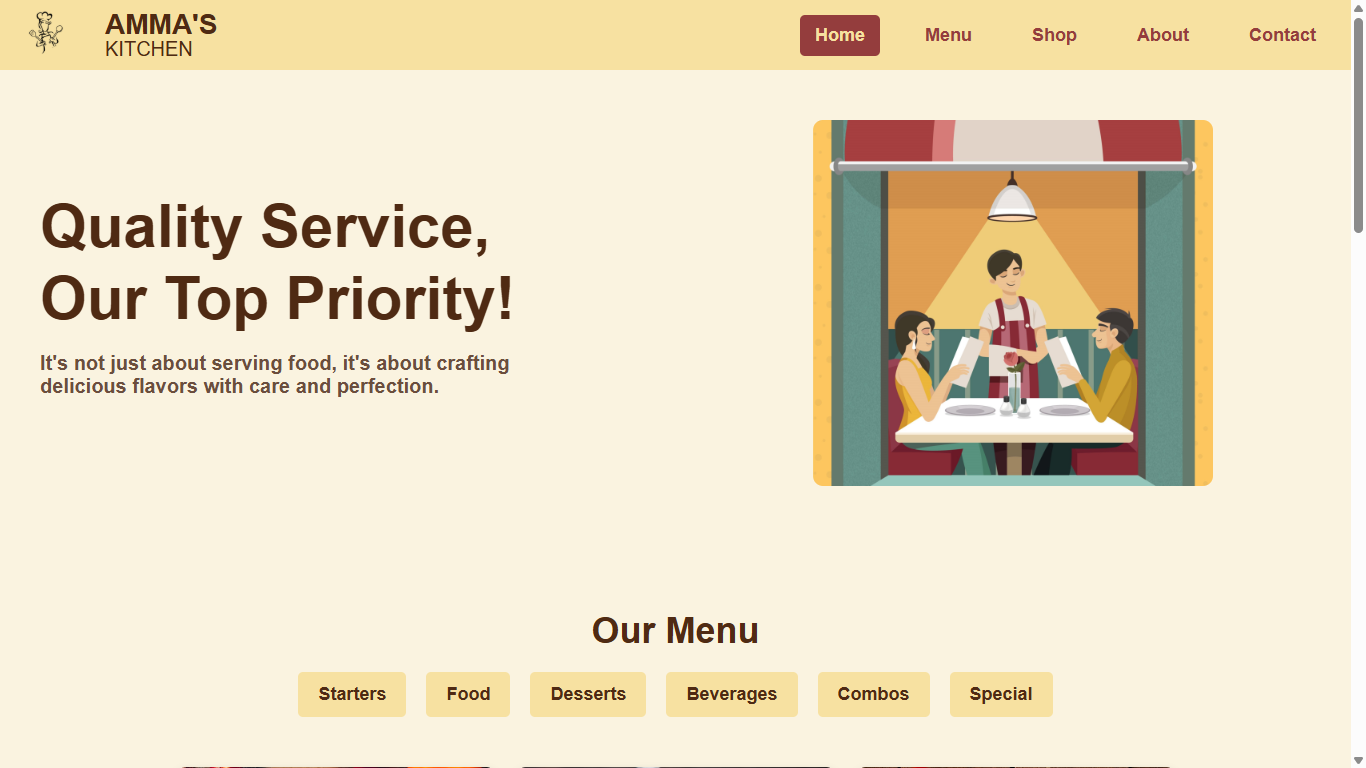 AMMA'S
KITCHEN
Home
Menu
Shop
About
Contact
Quality Service,
Our Top Priority!
It's not just about serving food, it's about crafting
delicious flavors with care and perfection.
Our Menu
Starters
Food
Desserts
Beverages
Combos
Special